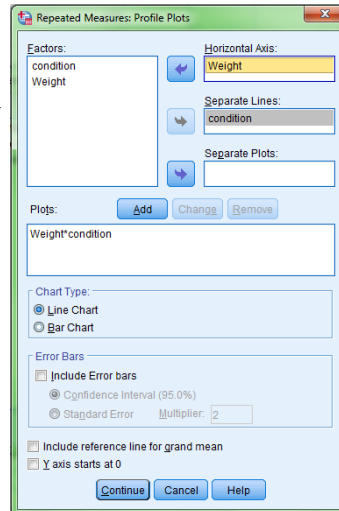 Repeated Measures: Profile Plots
Factors:
condition
Weight
Horizontal Axis:
Weight
Separate Lines:
condition
Separate Plots:
Plots:
Add
Change
Remove
Weight*condition
Chart Type:
Line Chart
Bar Chart
Error Bars
Include Error bars
Confidence Interval (95.0%)
Standard Error
Multiplier:
2
Include reference line for grand mean
Y axis starts at 0
Continue
Cancel
Help